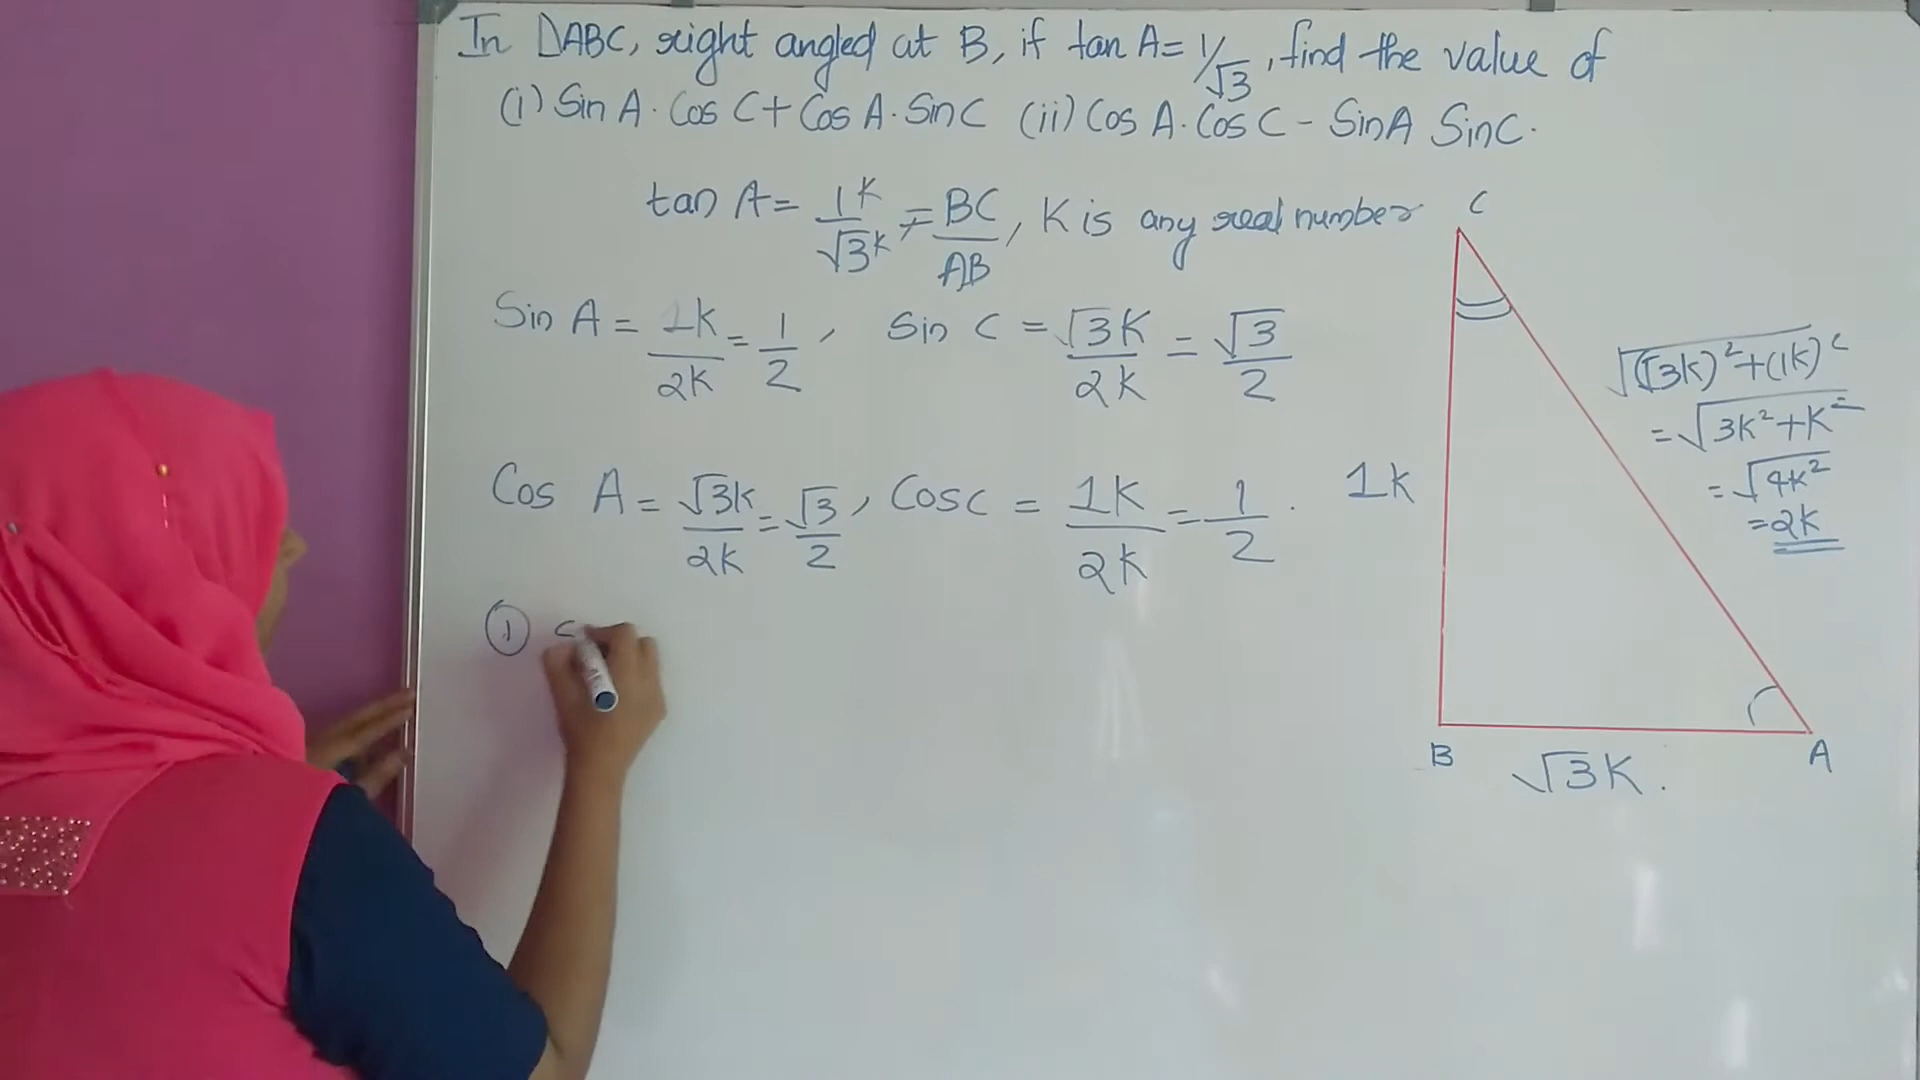 In ΔABC, right angled at B, if tan A = 1/√3, find the value of
(i) Sin A . Cos C + Cos A . Sin C (ii) Cos A . Cos C - Sin A Sin C.
tan A = 1K/√3K = BC/AB, K is any real number
Sin A = 1K/2K = 1/2, Sin C = √3K/2K = √3/2
Cos A = √3K/2K = √3/2, Cos C = 1K/2K = 1/2.
①
C
√(√3K)²+(1K)²
= √3K²+K²
= √4K²
= 2K
1K
B
√3K.
A